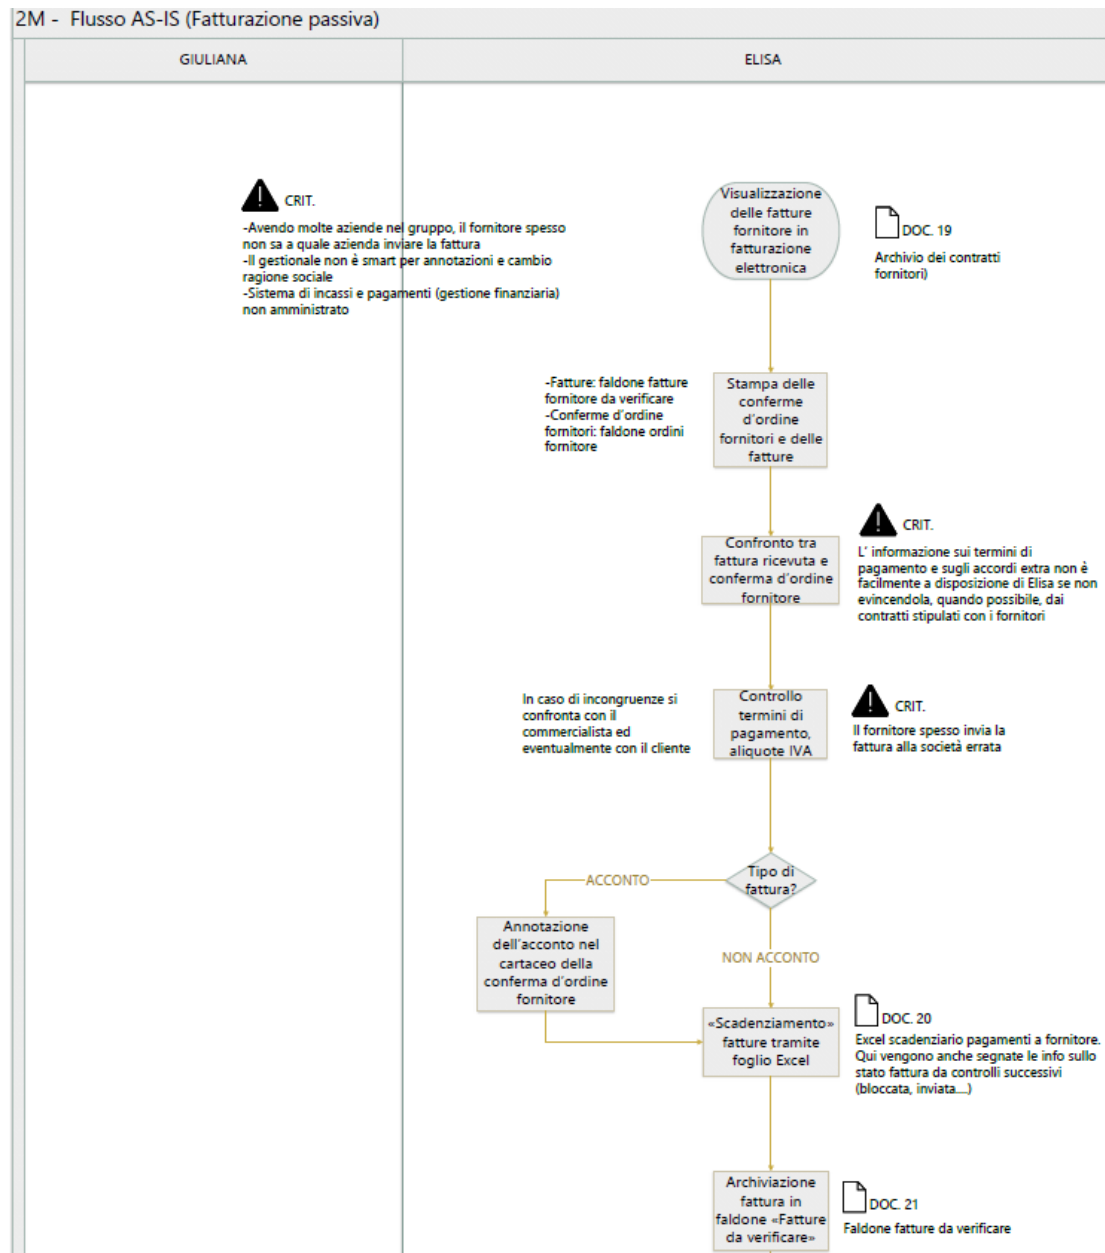 2M -  Flusso AS-IS (Fatturazione passiva)
GIULIANA
ELISA
CRIT.
-Avendo molte aziende nel gruppo, il fornitore spesso
non sa a quale azienda inviare la fattura
-Il gestionale non è smart per annotazioni e cambio
ragione sociale
-Sistema di incassi e pagamenti (gestione finanziaria)
non amministrato
Visualizzazione
delle fatture
fornitore in
fatturazione
elettronica
DOC. 19
Archivio dei contratti
fornitori)
-Fatture: faldone fatture
fornitore da verificare
-Conferme d'ordine
fornitori: faldone ordini
fornitore
Stampa delle
conferme
d'ordine
fornitori e delle
fatture
Confronto tra
fattura ricevuta e
conferma d'ordine
fornitore
CRIT.
L' informazione sui termini di
pagamento e sugli accordi extra non è
facilmente a disposizione di Elisa se non
evincendola, quando possibile, dai
contratti stipulati con i fornitori
In caso di incongruenze si
confronta con il
commercialista ed
eventualmente con il cliente
Controllo
termini di
pagamento,
aliquote IVA
CRIT.
Il fornitore spesso invia la
fattura alla società errata
Tipo di
fattura?
ACCONTO
Annotazione
dell'acconto nel
cartaceo della
conferma d'ordine
fornitore
NON ACCONTO
«Scadenziamento»
fatture tramite
foglio Excel
DOC. 20
Excel scadenziario pagamenti a fornitore.
Qui vengono anche segnate le info sullo
stato fattura da controlli successivi
(bloccata, inviata....)
Archiviazione
fattura in
faldone «Fatture
da verificare»
DOC. 21
Faldone fatture da verificare